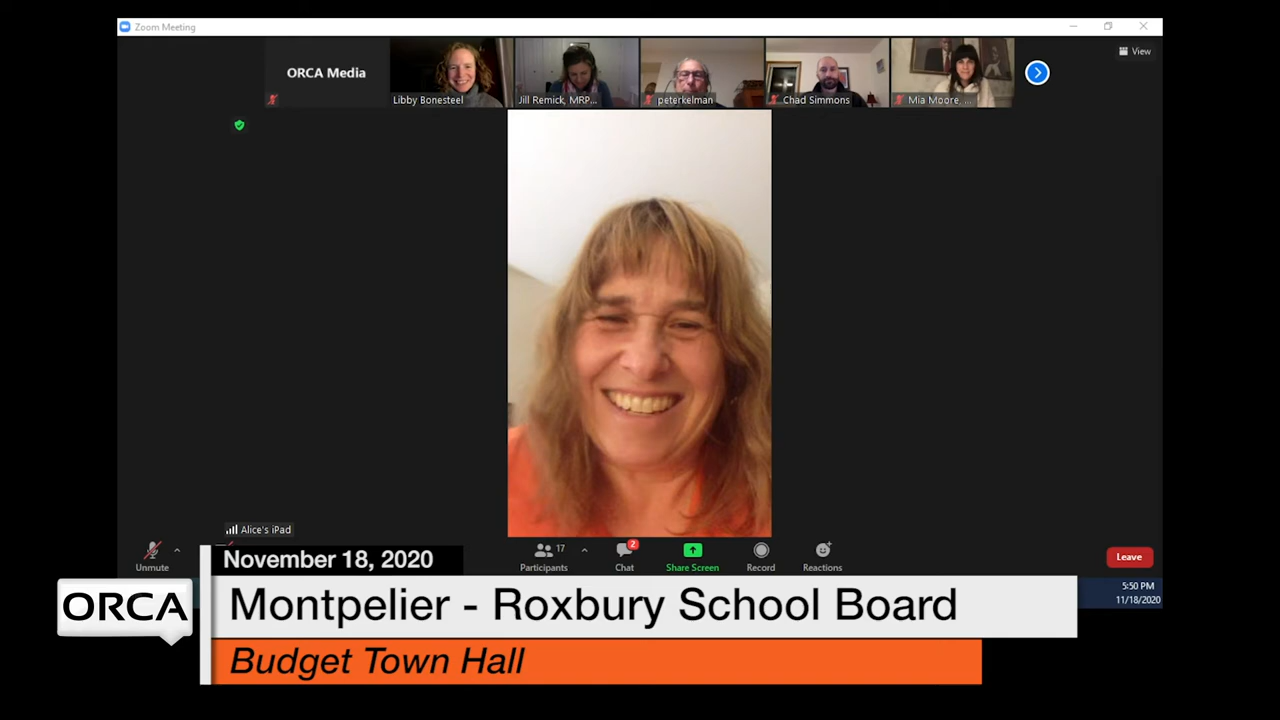 Zoom Meeting
View
ORCA Media
Libby Bonesteel
Jill Remick, MRP...
peterkelman
Chad Simmons
Mia Moore, ...
Alice's iPad
Unmute
17
Participants
2
Chat
Share Screen
Record
Reactions
Leave
5:50 PM
11/18/2020
November 18, 2020
ORCA
Montpelier - Roxbury School Board
Budget Town Hall